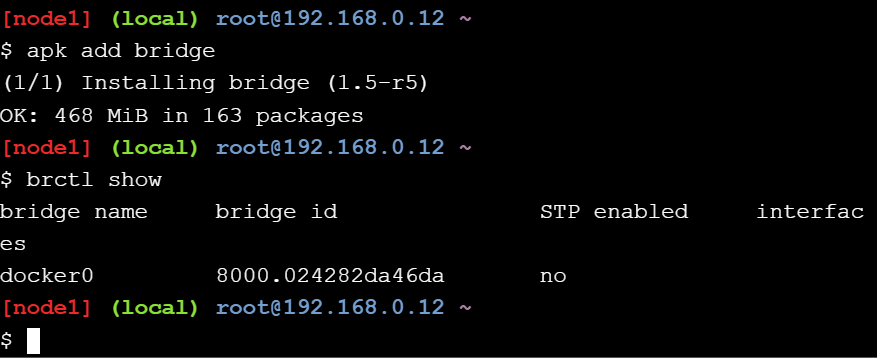 [node1] (local) root@192.168.0.12 ~
$ apk add bridge
(1/1) Installing bridge (1.5-r5)
OK: 468 MiB in 163 packages
[node1] (local) root@192.168.0.12 ~
$ brctl show
bridge name     bridge id               STP enabled     interfac
es
docker0         8000.024282da46da       no
[node1] (local) root@192.168.0.12 ~
$